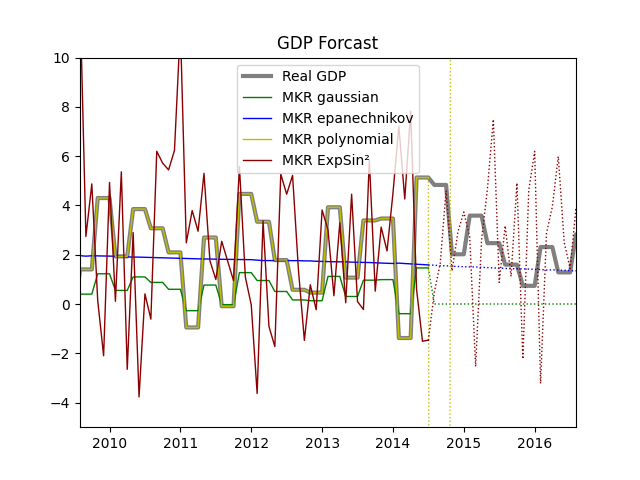 GDP Forcast
Real GDP
MKR gaussian
MKR epanechnikov
MKR polynomial
MKR ExpSin²
10
8
6
4
2
0
−2
−4
2010 2011 2012 2013 2014 2015 2016